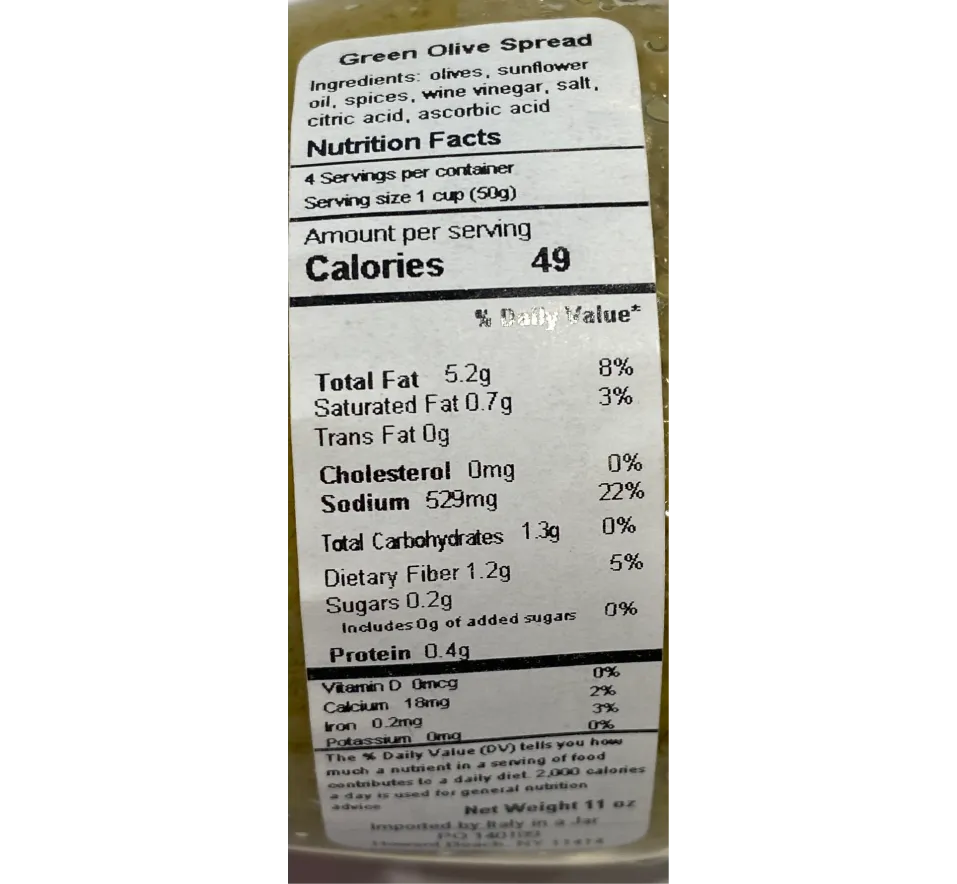 Green Olive Spread
Ingredients: olives, sunflower
oil, spices, wine vinegar, salt,
citric acid, ascorbic acid
Nutrition Facts
4 Servings per container
Serving size 1 cup (50g)
Amount per serving
Calories 49
% Daily Value*
Total Fat 5.2g 8%
Saturated Fat 0.7g 3%
Trans Fat 0g
Cholesterol 0mg 0%
Sodium 529mg 22%
Total Carbohydrates 1.3g 0%
Dietary Fiber 1.2g 5%
Sugars 0.2g
Includes 0g of added sugars 0%
Protein 0.4g
Vitamin D 0mcg 0%
Calcium 18mg 2%
Iron 0.2mg 3%
Potassium 0mg 0%
The % Daily Value (DV) tells you how
much a nutrient in a serving of food
contributes to a daily diet. 2,000 calories
a day is used for general nutrition
advice
Net Weight 11 oz
Imported by Italy in a Jar
PO
Howard Beach, NY 11414